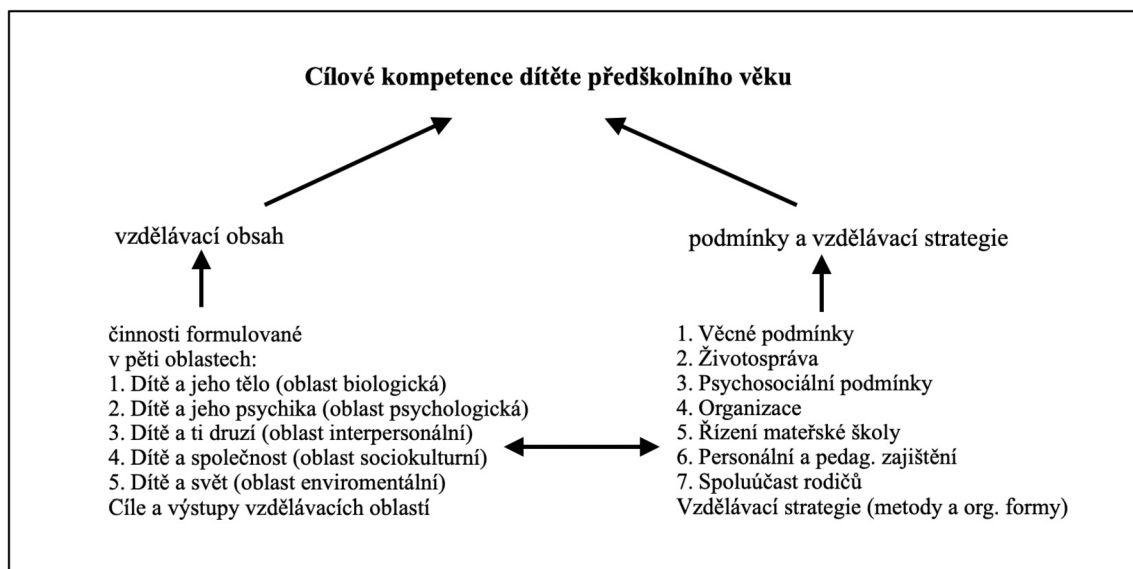 Cílové kompetence dítěte předškolního věku
vzdělávací obsah
podmínky a vzdělávací strategie
činnosti formulované
v pěti oblastech:
1. Dítě a jeho tělo (oblast biologická)
2. Dítě a jeho psychika (oblast psychologická)
3. Dítě a ti druzí (oblast interpersonální)
4. Dítě a společnost (oblast sociokulturní)
5. Dítě a svět (oblast enviromentální)
Cíle a výstupy vzdělávacích oblastí
1. Věcné podmínky
2. Životospráva
3. Psychosociální podmínky
4. Organizace
5. Řízení mateřské školy
6. Personální a pedag. zajištění
7. Spoluúčast rodičů
Vzdělávací strategie (metody a org. formy)